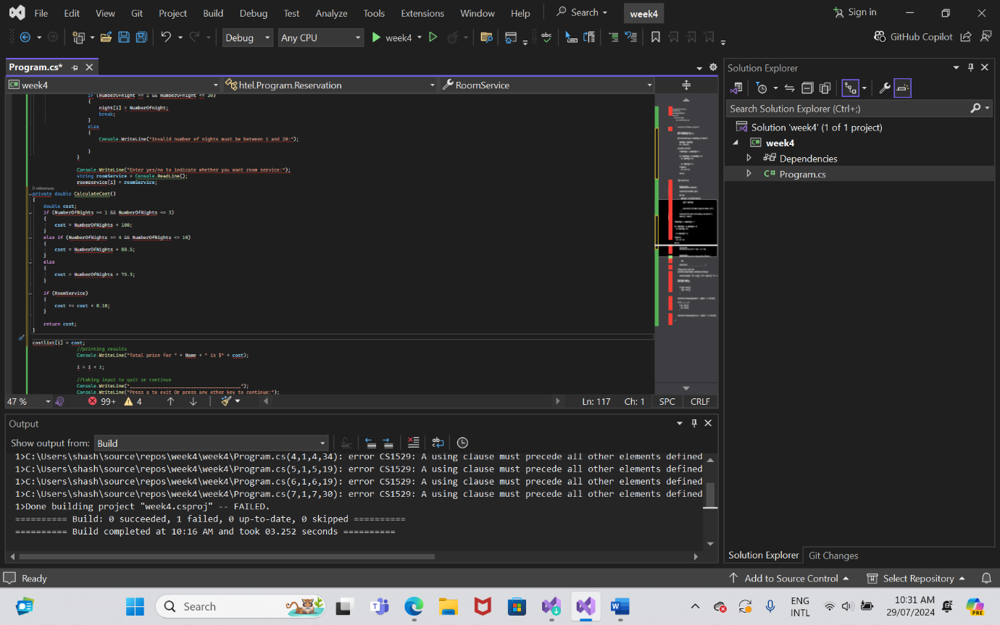 File Edit View Git Project Build Debug Test Analyze Tools Extensions Window Help Search week4 Sign in
Debug Any CPU week4 GitHub Copilot
Program.cs*
week4 htel.Program.Reservation RoomService
if (NumberOfnight >= 1 && NumberOfnight <= 20)
{
night[i] = NumberOfnight;
break;
}
else
{
Console.WriteLine("Invalid number of nights must be between 1 and 20:");
}
}
Console.WriteLine("Enter yes/no to indicate whether you want room service:");
string roomService = Console.ReadLine();
roomservice[i] = roomService;
0 references
private double CalculateCost()
{
double cost;
if (NumberOfNights >= 1 && NumberOfNights <= 3)
{
cost = NumberOfNights * 100;
}
else if (NumberOfNights >= 4 && NumberOfNights <= 10)
{
cost = NumberOfNights * 80.5;
}
else
{
cost = NumberOfNights * 75.3;
}
if (RoomService)
{
cost += cost * 0.10;
}
return cost;
}
costlist[i] = cost;
//printing results
Console.WriteLine("Total price for " + Name + " is $" + cost);
i = i + 1;
//taking input to quit or continue
Console.WriteLine("________________________________________");
Console.WriteLine("Press q to exit Or press any other key to continue:");
47 % 99+ 4 Ln: 117 Ch: 1 SPC CRLF
Output
Show output from: Build
1>C:\Users\shash\source\repos\week4\week4\Program.cs(4,1,4,34): error CS1529: A using clause must precede all other elements defined
1>C:\Users\shash\source\repos\week4\week4\Program.cs(5,1,5,19): error CS1529: A using clause must precede all other elements defined
1>C:\Users\shash\source\repos\week4\week4\Program.cs(6,1,6,19): error CS1529: A using clause must precede all other elements defined
1>C:\Users\shash\source\repos\week4\week4\Program.cs(7,1,7,30): error CS1529: A using clause must precede all other elements defined
1>Done building project "week4.csproj" -- FAILED.
========== Build: 0 succeeded, 1 failed, 0 up-to-date, 0 skipped ==========
========== Build completed at 10:16 AM and took 03.252 seconds ==========
Solution Explorer
Search Solution Explorer (Ctrl+;)
Solution 'week4' (1 of 1 project)
week4
Dependencies
C# Program.cs
Solution Explorer Git Changes
Ready Add to Source Control Select Repository
Search ENG INTL 10:31 AM 29/07/2024 PRE